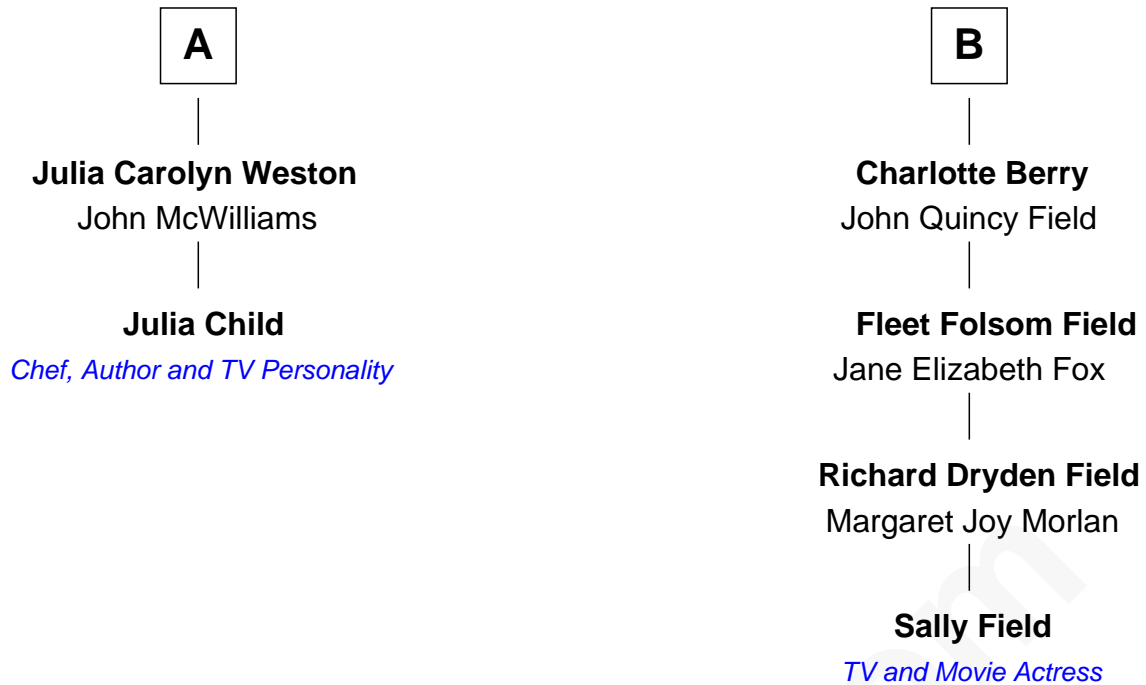 A
Julia Carolyn Weston
John McWilliams
Julia Child
Chef, Author and TV Personality
B
Charlotte Berry
John Quincy Field
Fleet Folsom Field
Jane Elizabeth Fox
Richard Dryden Field
Margaret Joy Morlan
Sally Field
TV and Movie Actress